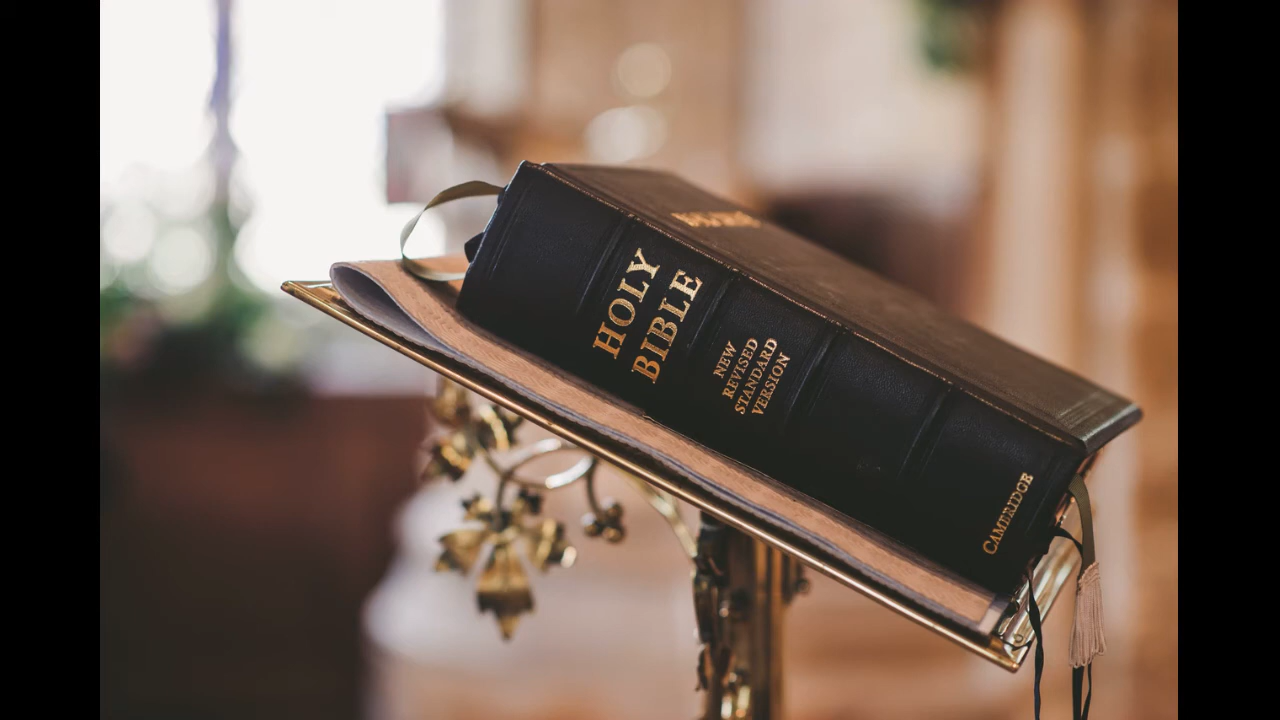 HOLY
BIBLE
NEW
REVISED
STANDARD
VERSION
CAMBRIDGE